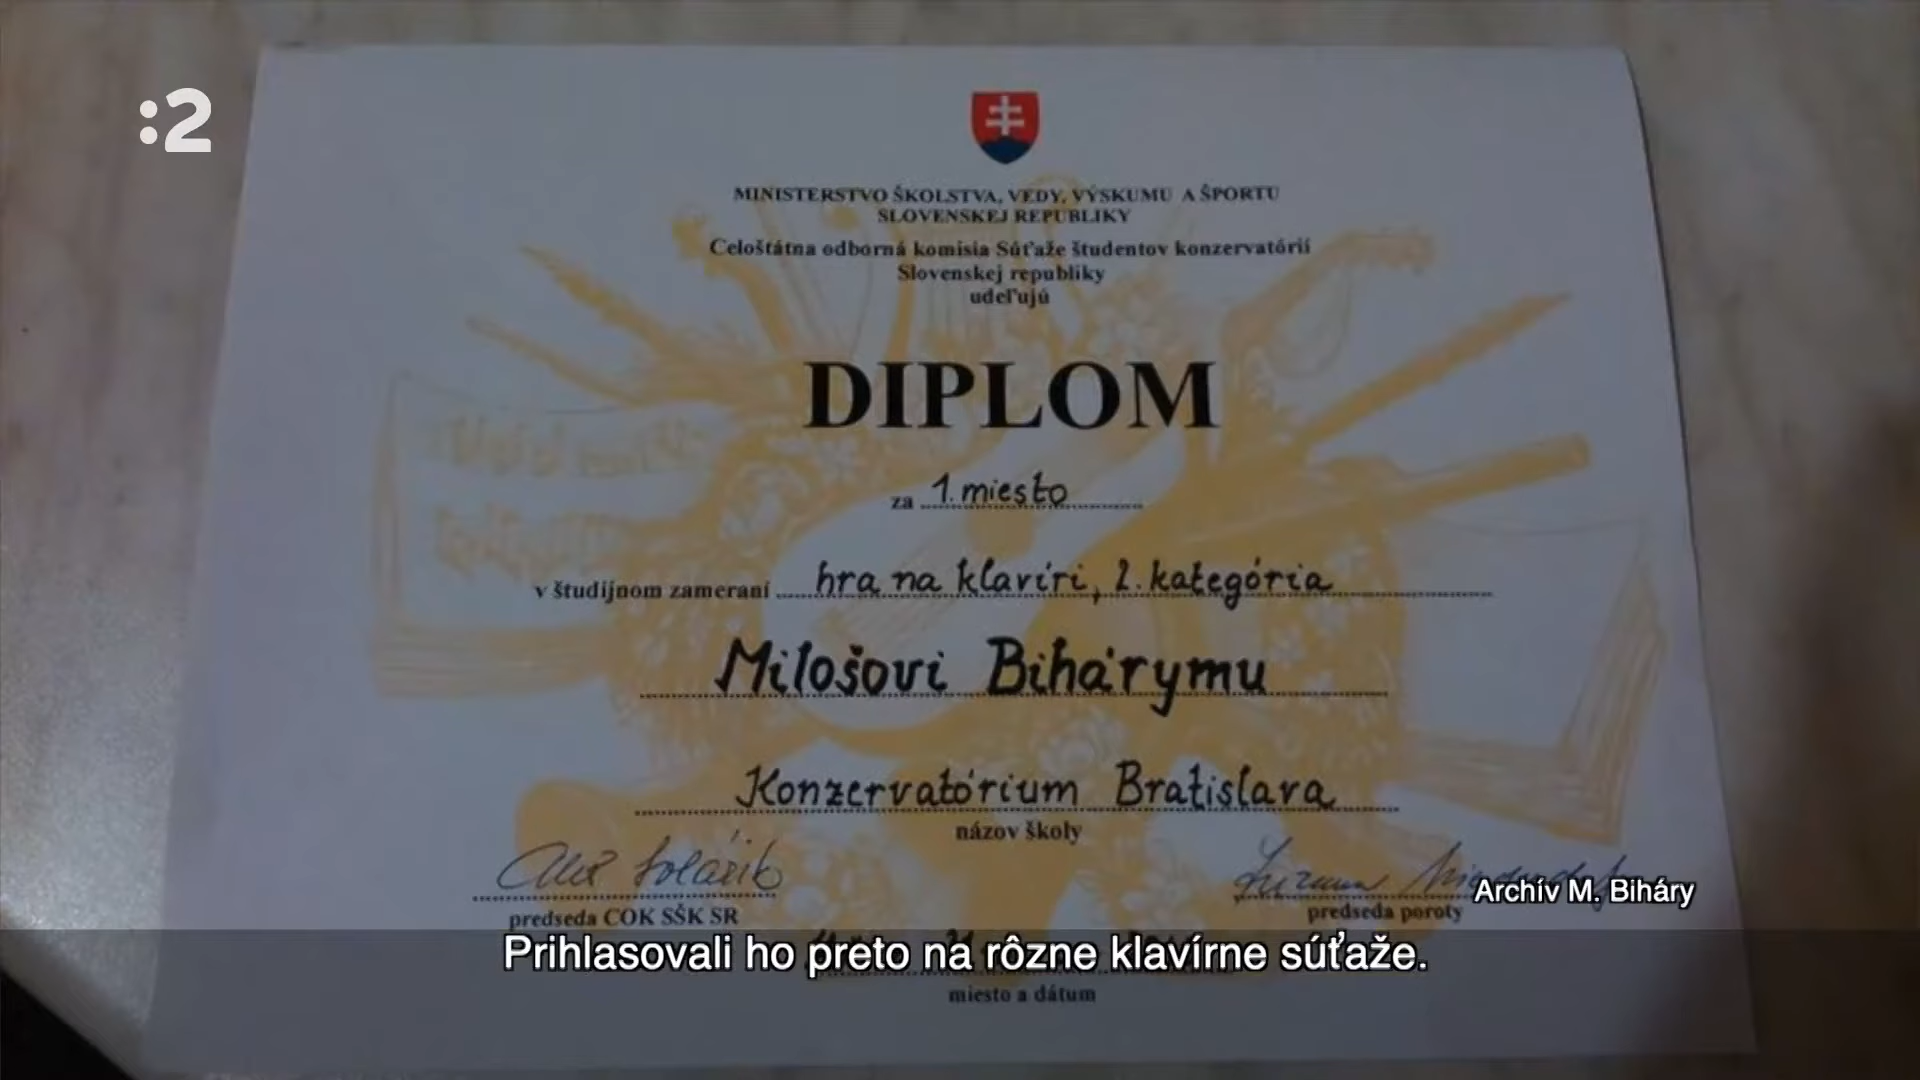 :2
MINISTERSTVO ŠKOLSTVA, VEDY, VÝSKUMU A ŠPORTU
SLOVENSKEJ REPUBLIKY
Celoštátna odborná komisia Súťaže študentov konzervatórií
Slovenskej republiky
udeľujú
DIPLOM
za 1. miesto
v študijnom zameraní hra na klavíri, 2. kategória
Milošovi Bihárymu
Konzervatórium Bratislava
názov školy
predseda COK SŠK SR
predseda poroty
Archív M. Biháry
Prihlasovali ho preto na rôzne klavírne súťaže.
miesto a dátum